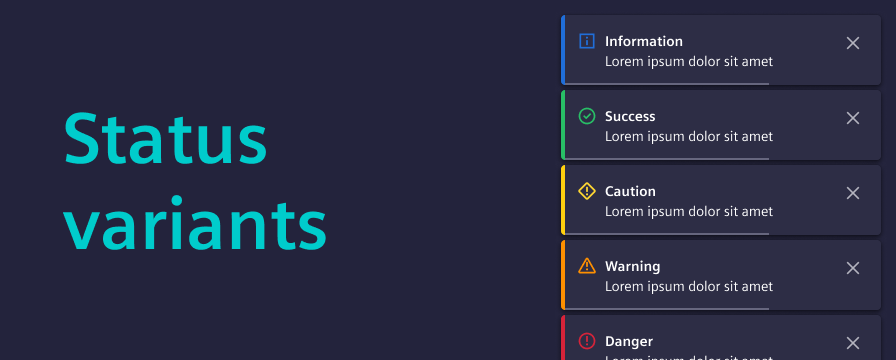 Status
variants
Information
Lorem ipsum dolor sit amet
Success
Lorem ipsum dolor sit amet
Caution
Lorem ipsum dolor sit amet
Warning
Lorem ipsum dolor sit amet
Danger